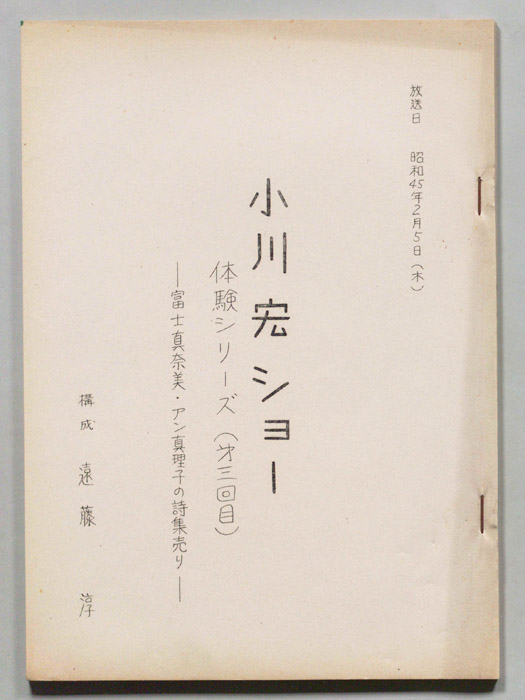 放送日 昭和45年2月5日(木)
小川宏ショー
体験シリーズ(第三回目)
―富士真奈美・アン真理子の詩集売り―
構成 遠藤 淳